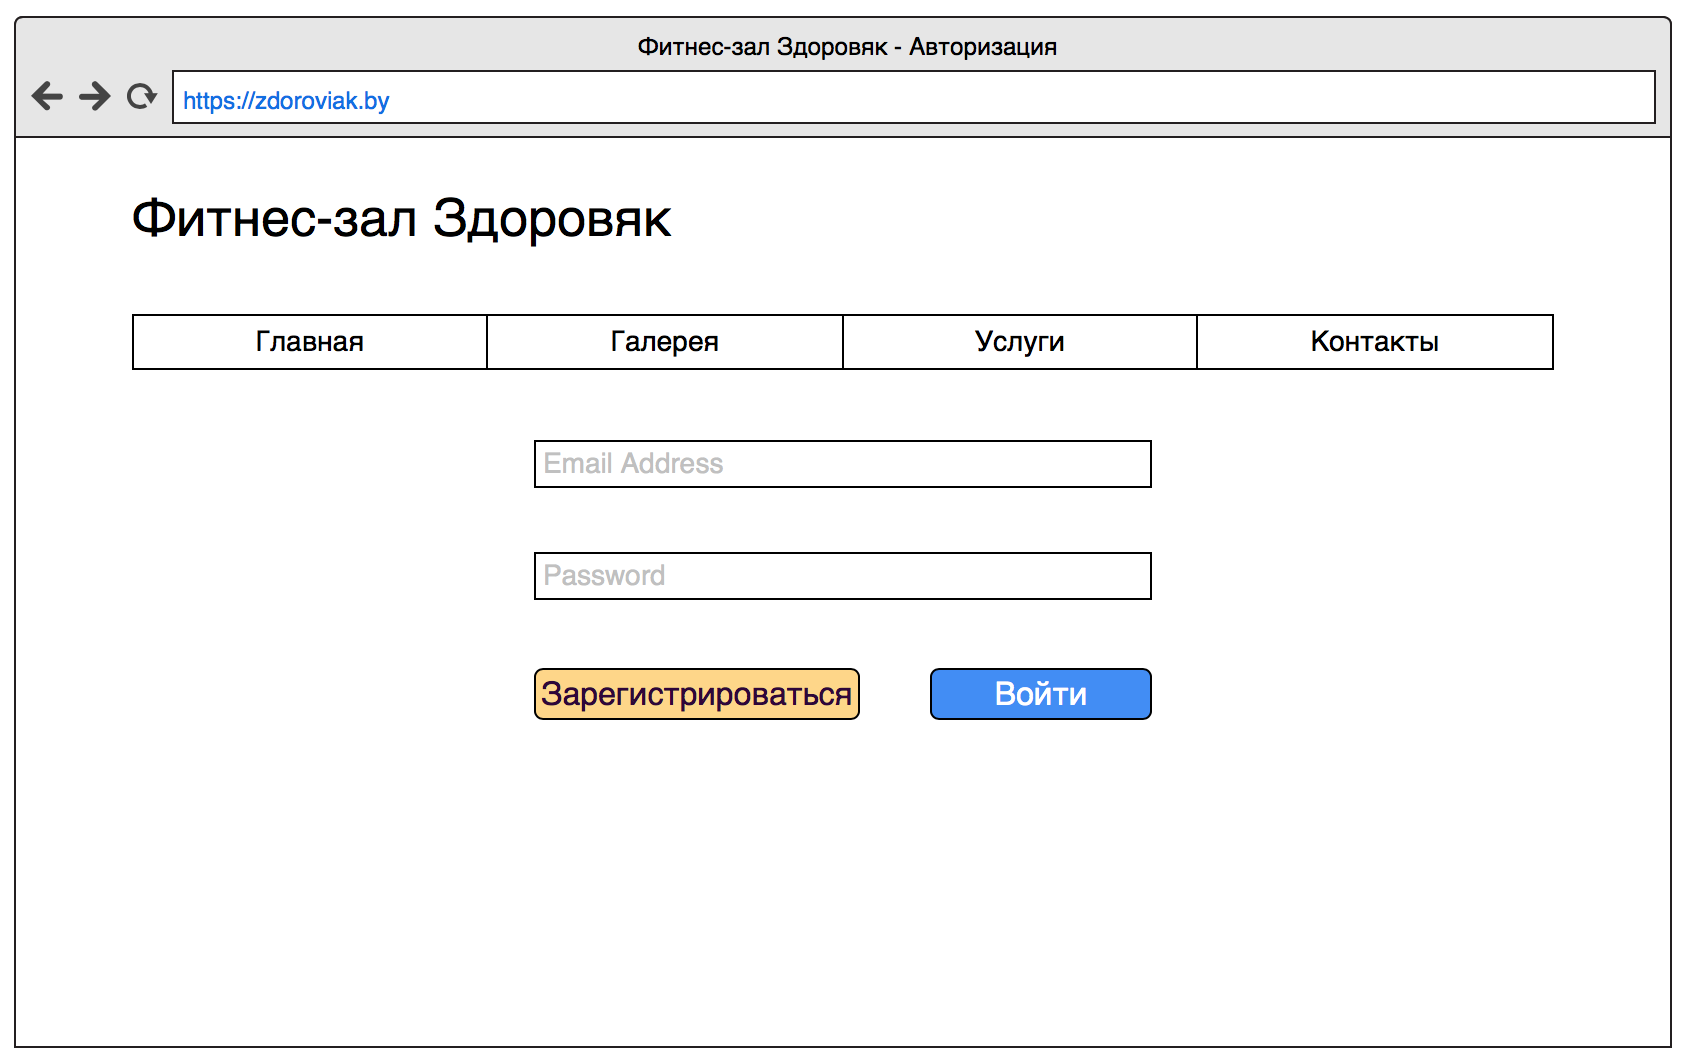 Фитнес-зал Здоровяк - Авторизация
https://zdoroviak.by
Фитнес-зал Здоровяк
Главная Галерея Услуги Контакты
Email Address
Password
Зарегистрироваться Войти